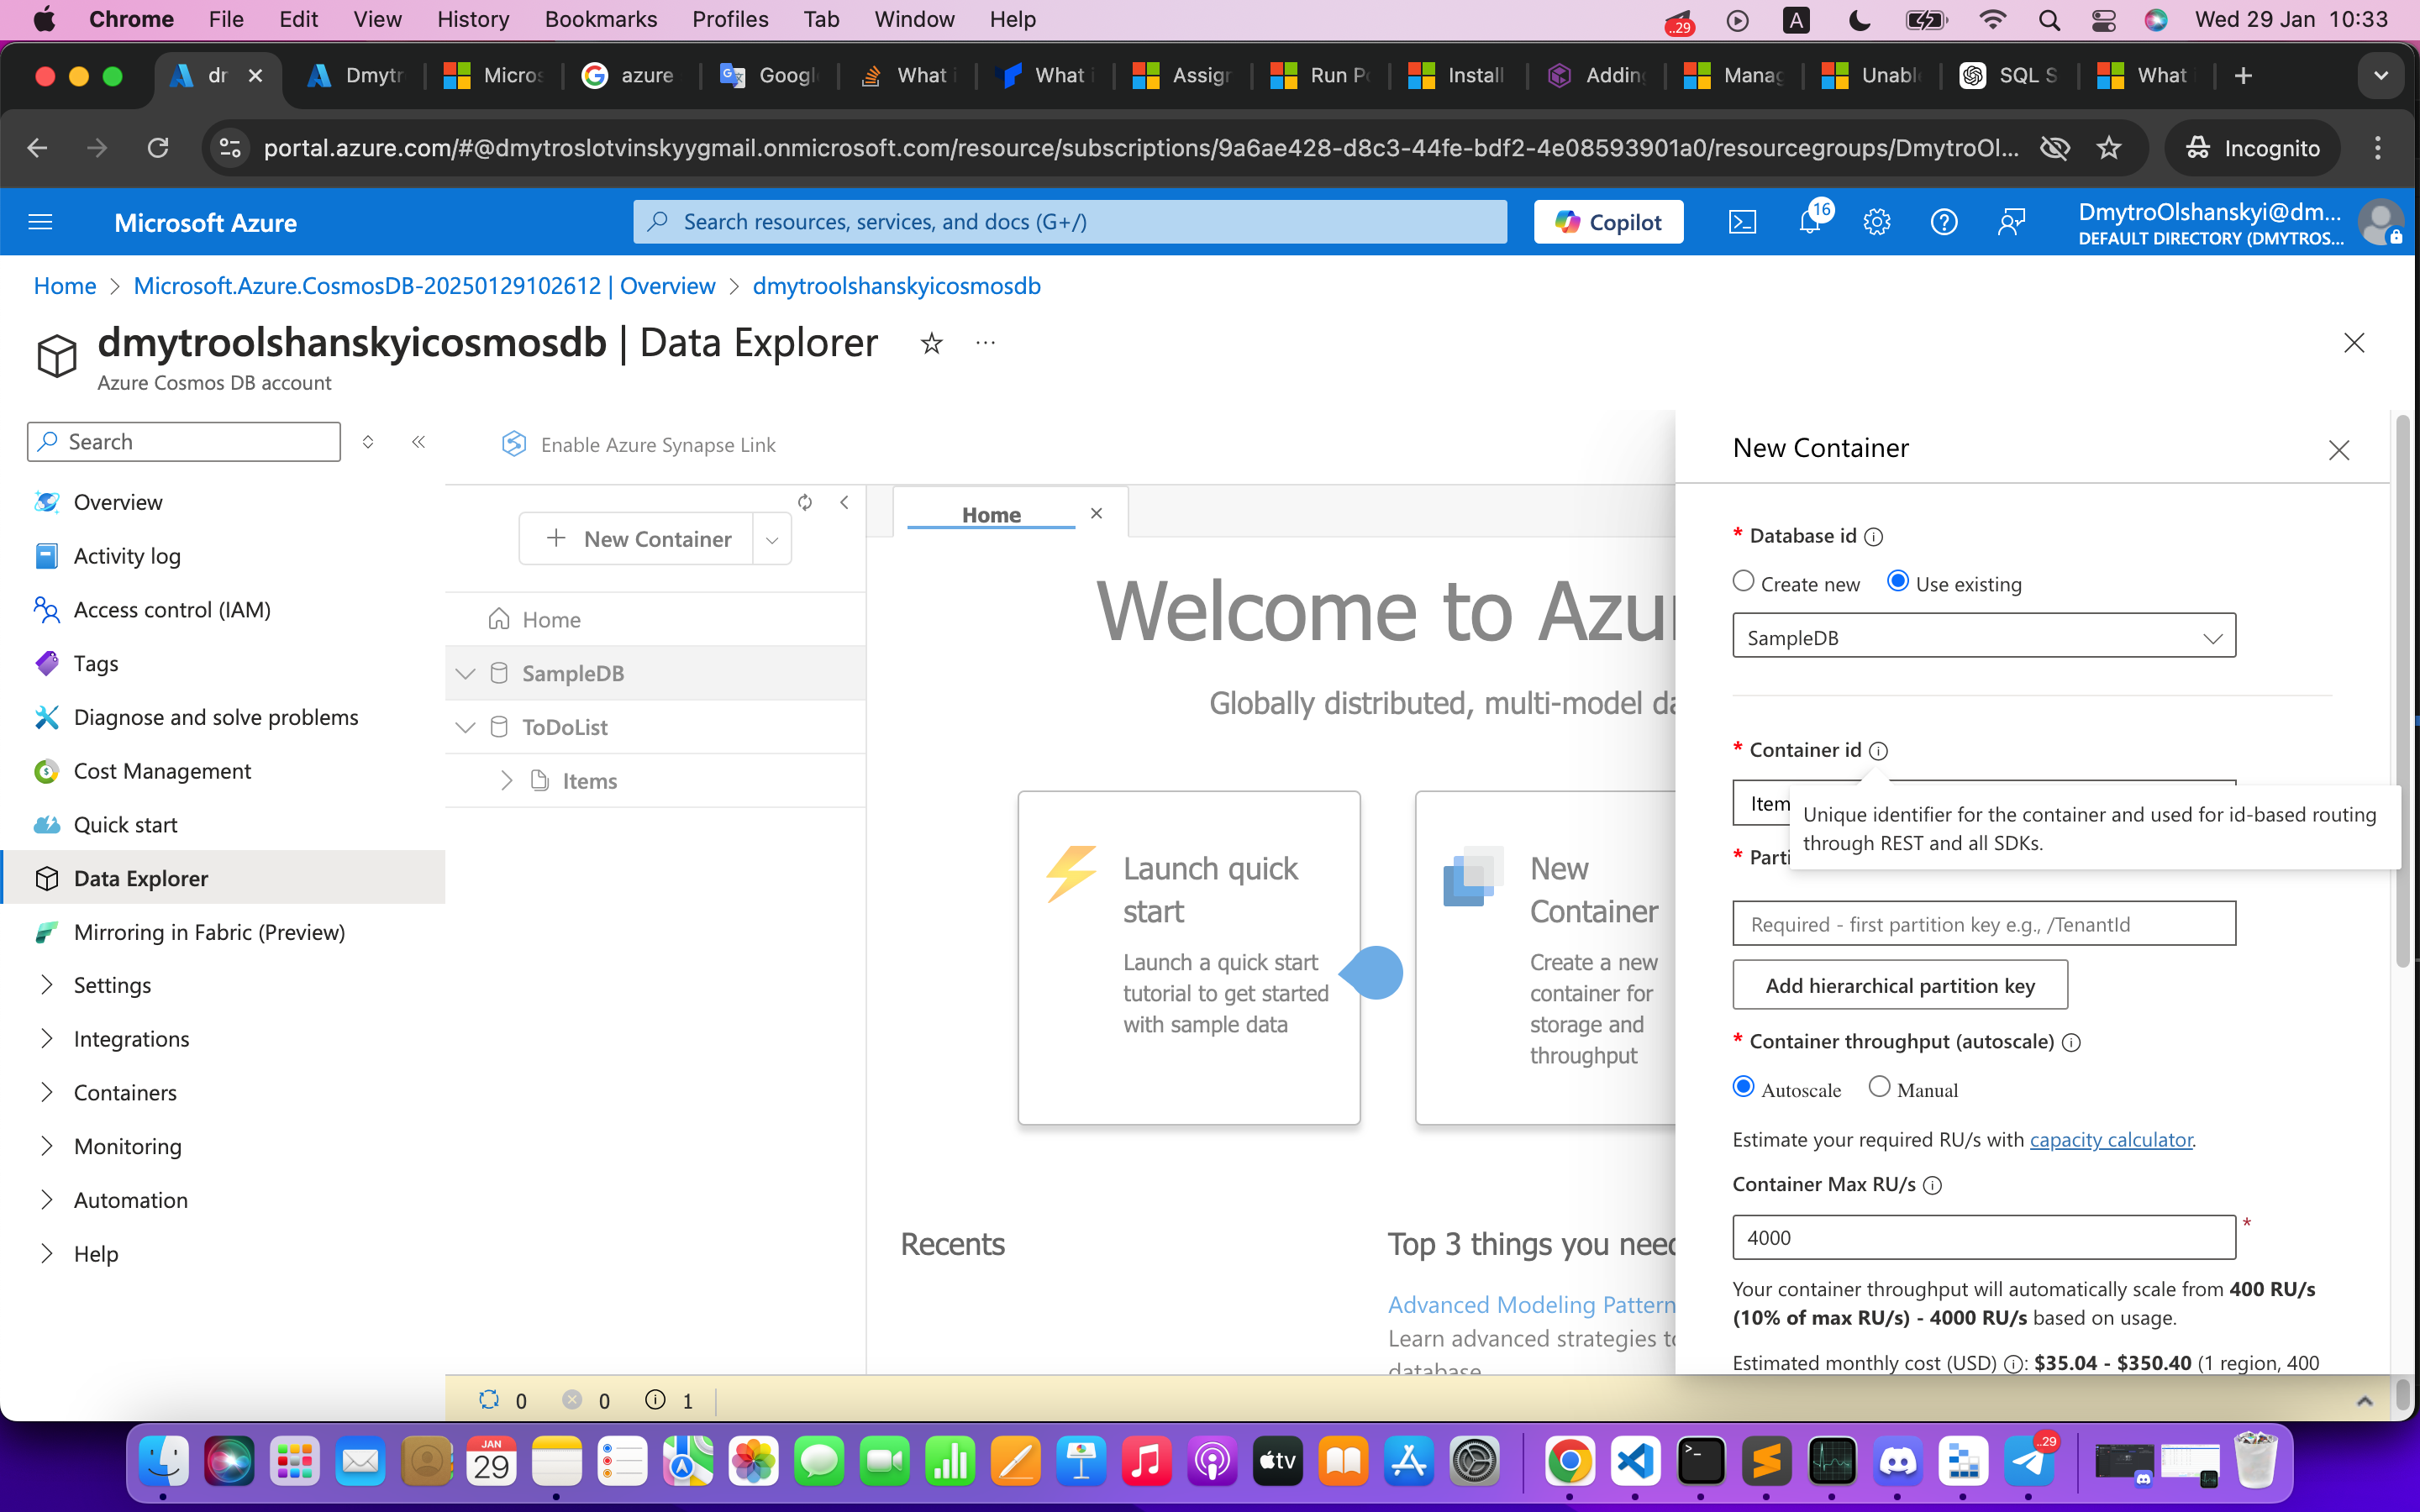 Chrome File Edit View History Bookmarks Profiles Tab Window Help
..29
A
Wed 29 Jan 10:33
dr
Dmytr
Micros
azure
Googl
What i
What i
Assig
Run P
Install
Adding
Manag
Unabl
SQL S
What
portal.azure.com/#@dmytroslotvinskyygmail.onmicrosoft.com/resource/subscriptions/9a6ae428-d8c3-44fe-bdf2-4e08593901a0/resourcegroups/DmytroOl...
Incognito
Microsoft Azure
Search resources, services, and docs (G+/)
Copilot
16
DmytroOlshanskyi@dm...
DEFAULT DIRECTORY (DMYTROS...
Home > Microsoft.Azure.CosmosDB-20250129102612 | Overview > dmytroolshanskyicosmosdb
dmytroolshanskyicosmosdb | Data Explorer
Azure Cosmos DB account
Search
Overview
Activity log
Access control (IAM)
Tags
Diagnose and solve problems
Cost Management
Quick start
Data Explorer
Mirroring in Fabric (Preview)
Settings
Integrations
Containers
Monitoring
Automation
Help
Enable Azure Synapse Link
New Container
Home
SampleDB
ToDoList
Items
Home
Welcome to Azu
Globally distributed, multi-model da
Launch quick
start
Launch a quick start
tutorial to get started
with sample data
New
Container
Create a new
container for
storage and
throughput
Recents
Top 3 things you need
Advanced Modeling Pattern
Learn advanced strategies to
database
0 0 1
New Container
* Database id
Create new Use existing
SampleDB
* Container id
Item
Unique identifier for the container and used for id-based routing
through REST and all SDKs.
* Parti
Required - first partition key e.g., /TenantId
Add hierarchical partition key
* Container throughput (autoscale)
Autoscale Manual
Estimate your required RU/s with capacity calculator.
Container Max RU/s
4000 *
Your container throughput will automatically scale from 400 RU/s
(10% of max RU/s) - 4000 RU/s based on usage.
Estimated monthly cost (USD) : $35.04 - $350.40 (1 region, 400
JAN
29
tv
..29